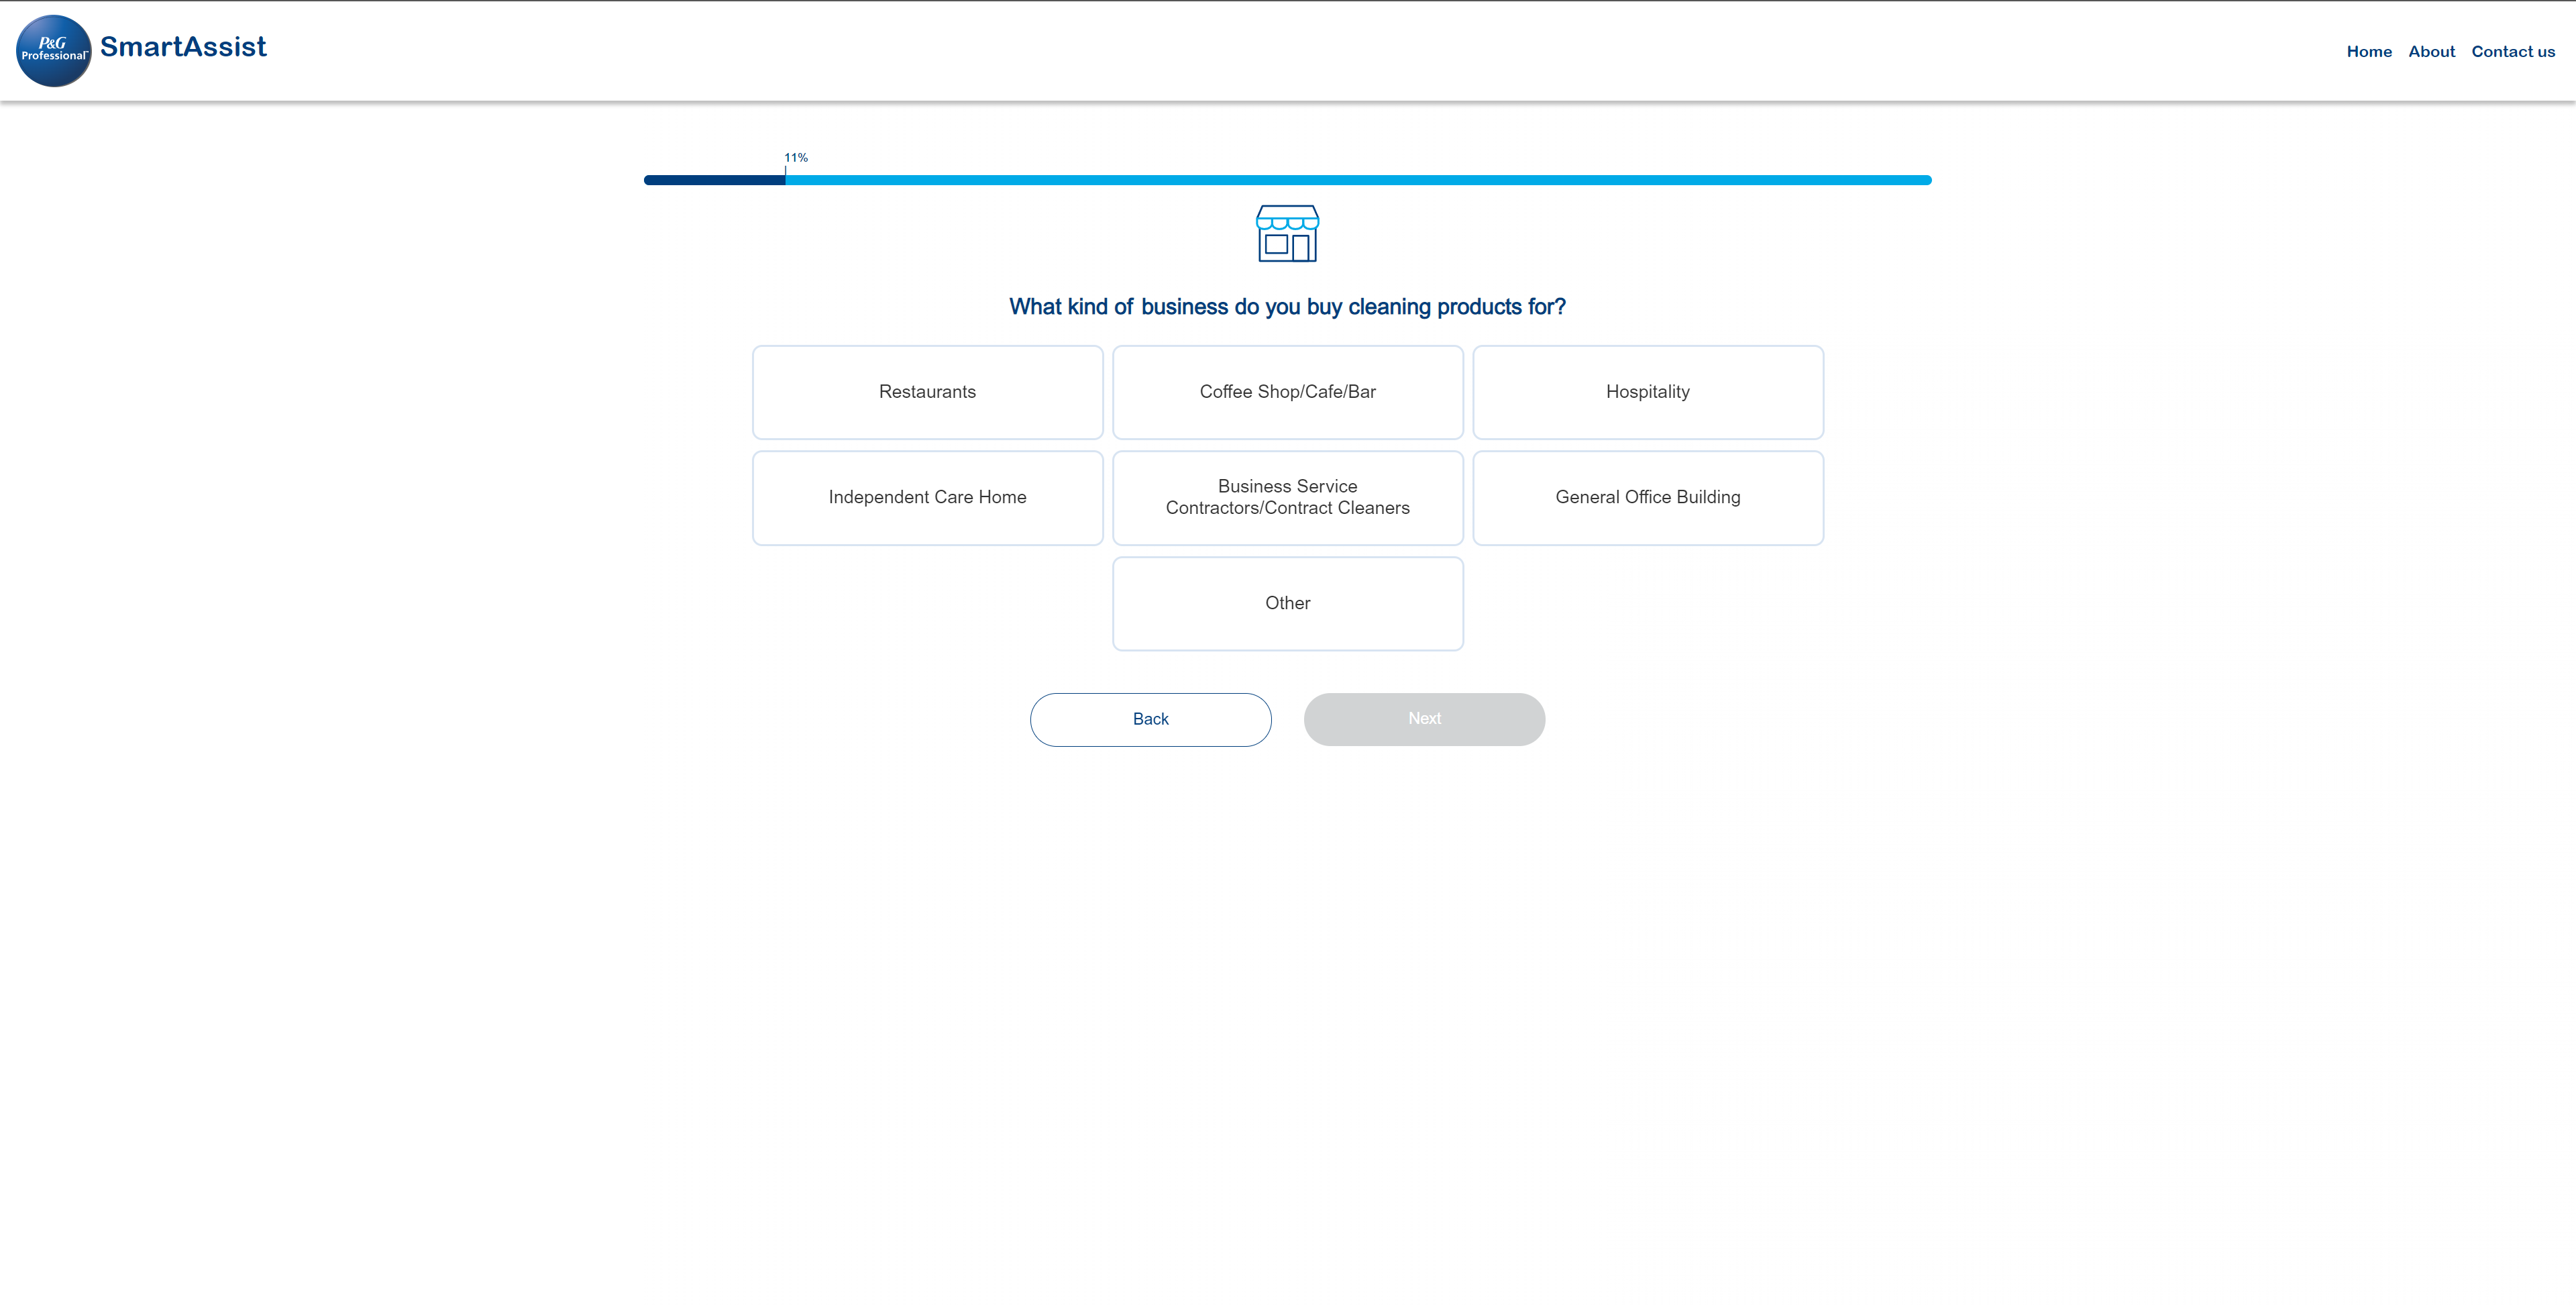 P&G
Professional™
SmartAssist
Home
About
Contact us
11%
What kind of business do you buy cleaning products for?
Restaurants
Coffee Shop/Cafe/Bar
Hospitality
Independent Care Home
Business Service
Contractors/Contract Cleaners
General Office Building
Other
Back
Next